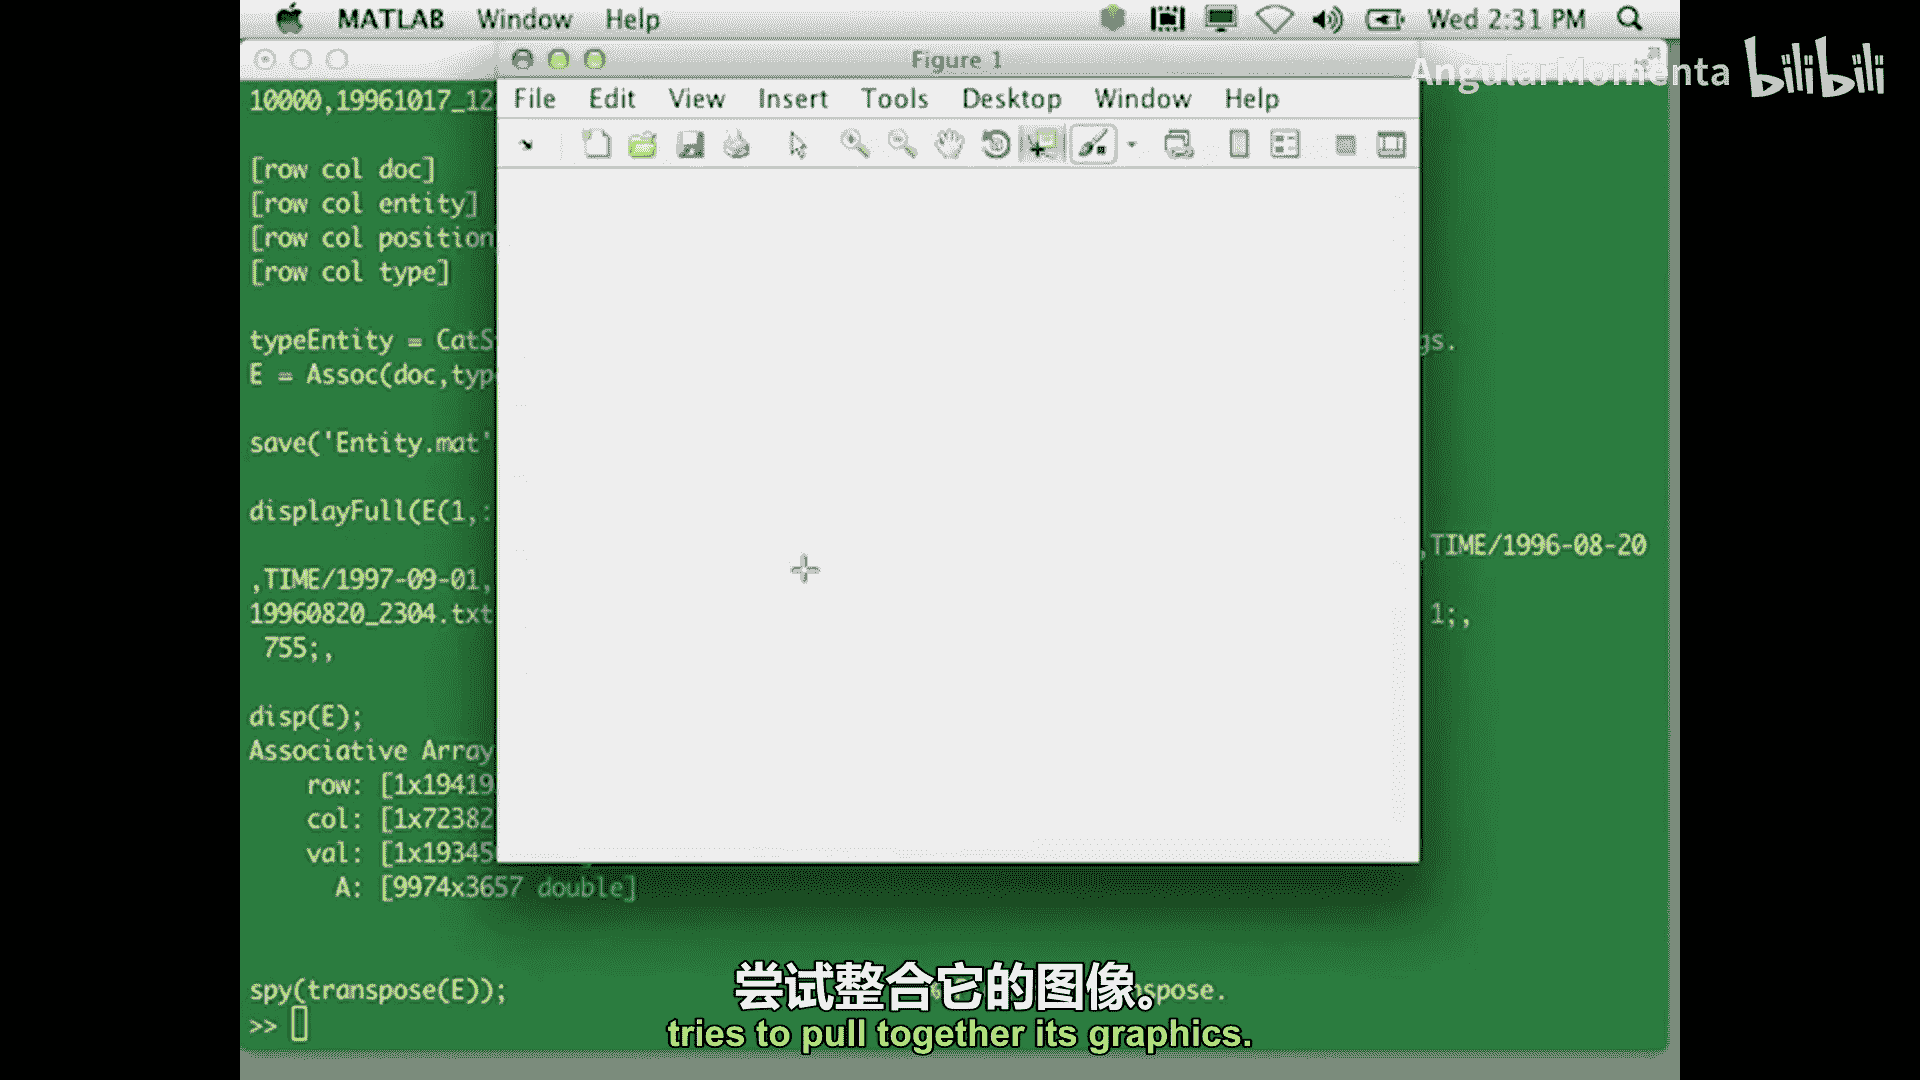 MATLAB Window Help Wed 2:31 PM
Figure 1
AngularMomenta bilibili
File Edit View Insert Tools Desktop Window Help
10000,19961017_12
[row col doc]
[row col entity]
[row col position
[row col type]
typeEntity = CatS gs.
E = Assoc(doc,typ
save('Entity.mat'
displayFull(E(1,:
,TIME/1996-08-20
,TIME/1997-09-01,
19960820_2304.txt 1;,
755;,
disp(E);
Associative Array
row: [1x19419
col: [1x72382
val: [1x19345
A: [9974x3657 double]
spy(transpose(E)); spose.
>>
尝试整合它的图像。
tries to pull together its graphics.